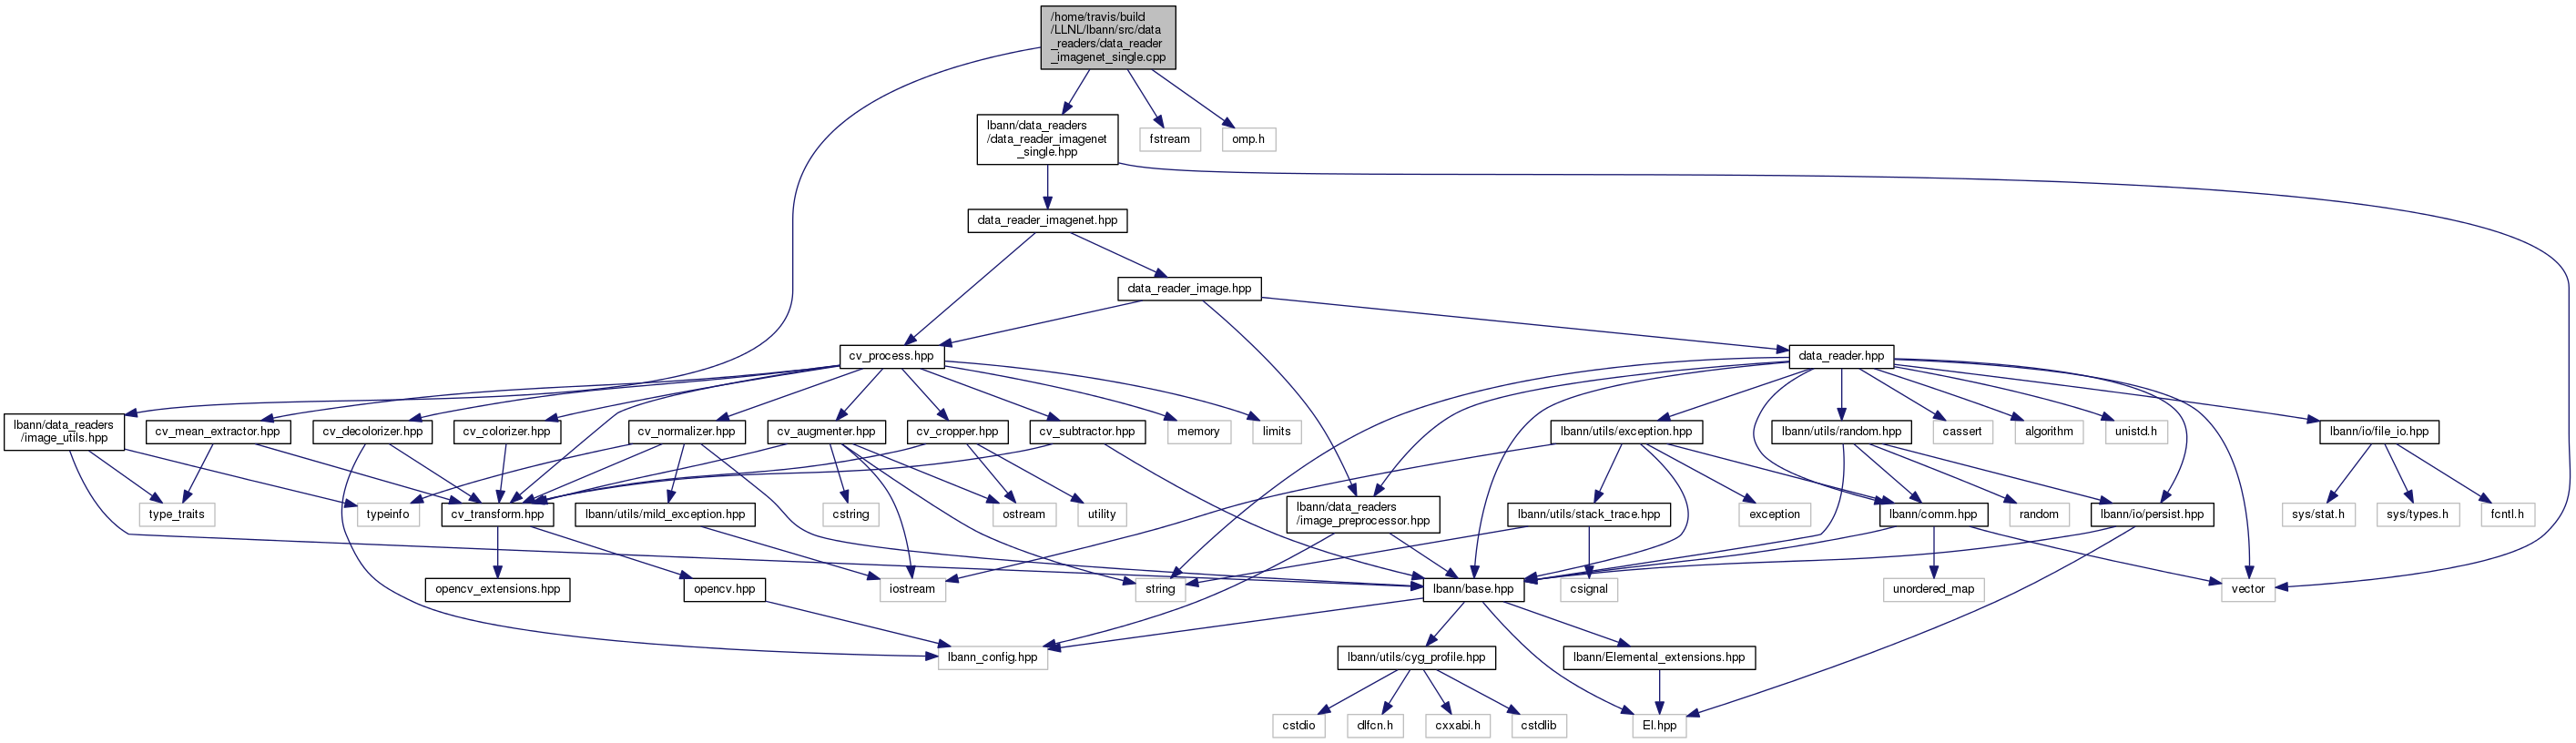 /home/travis/build
/LLNL/lbann/src/data
_readers/data_reader
_imagenet_single.cpp
lbann/data_readers
/data_reader_imagenet
_single.hpp
fstream
omp.h
data_reader_imagenet.hpp
data_reader_image.hpp
cv_process.hpp
data_reader.hpp
lbann/data_readers
/image_utils.hpp
cv_mean_extractor.hpp
cv_decolorizer.hpp
cv_colorizer.hpp
cv_normalizer.hpp
cv_augmenter.hpp
cv_cropper.hpp
cv_subtractor.hpp
memory
limits
lbann/utils/exception.hpp
lbann/utils/random.hpp
cassert
algorithm
unistd.h
lbann/io/file_io.hpp
type_traits
typeinfo
cv_transform.hpp
lbann/utils/mild_exception.hpp
cstring
ostream
utility
lbann/data_readers
/image_preprocessor.hpp
lbann/utils/stack_trace.hpp
exception
lbann/comm.hpp
random
lbann/io/persist.hpp
sys/stat.h
sys/types.h
fcntl.h
opencv_extensions.hpp
opencv.hpp
iostream
string
lbann/base.hpp
csignal
unordered_map
vector
lbann_config.hpp
lbann/utils/cyg_profile.hpp
lbann/Elemental_extensions.hpp
cstdio
dlfcn.h
cxxabi.h
cstdlib
El.hpp